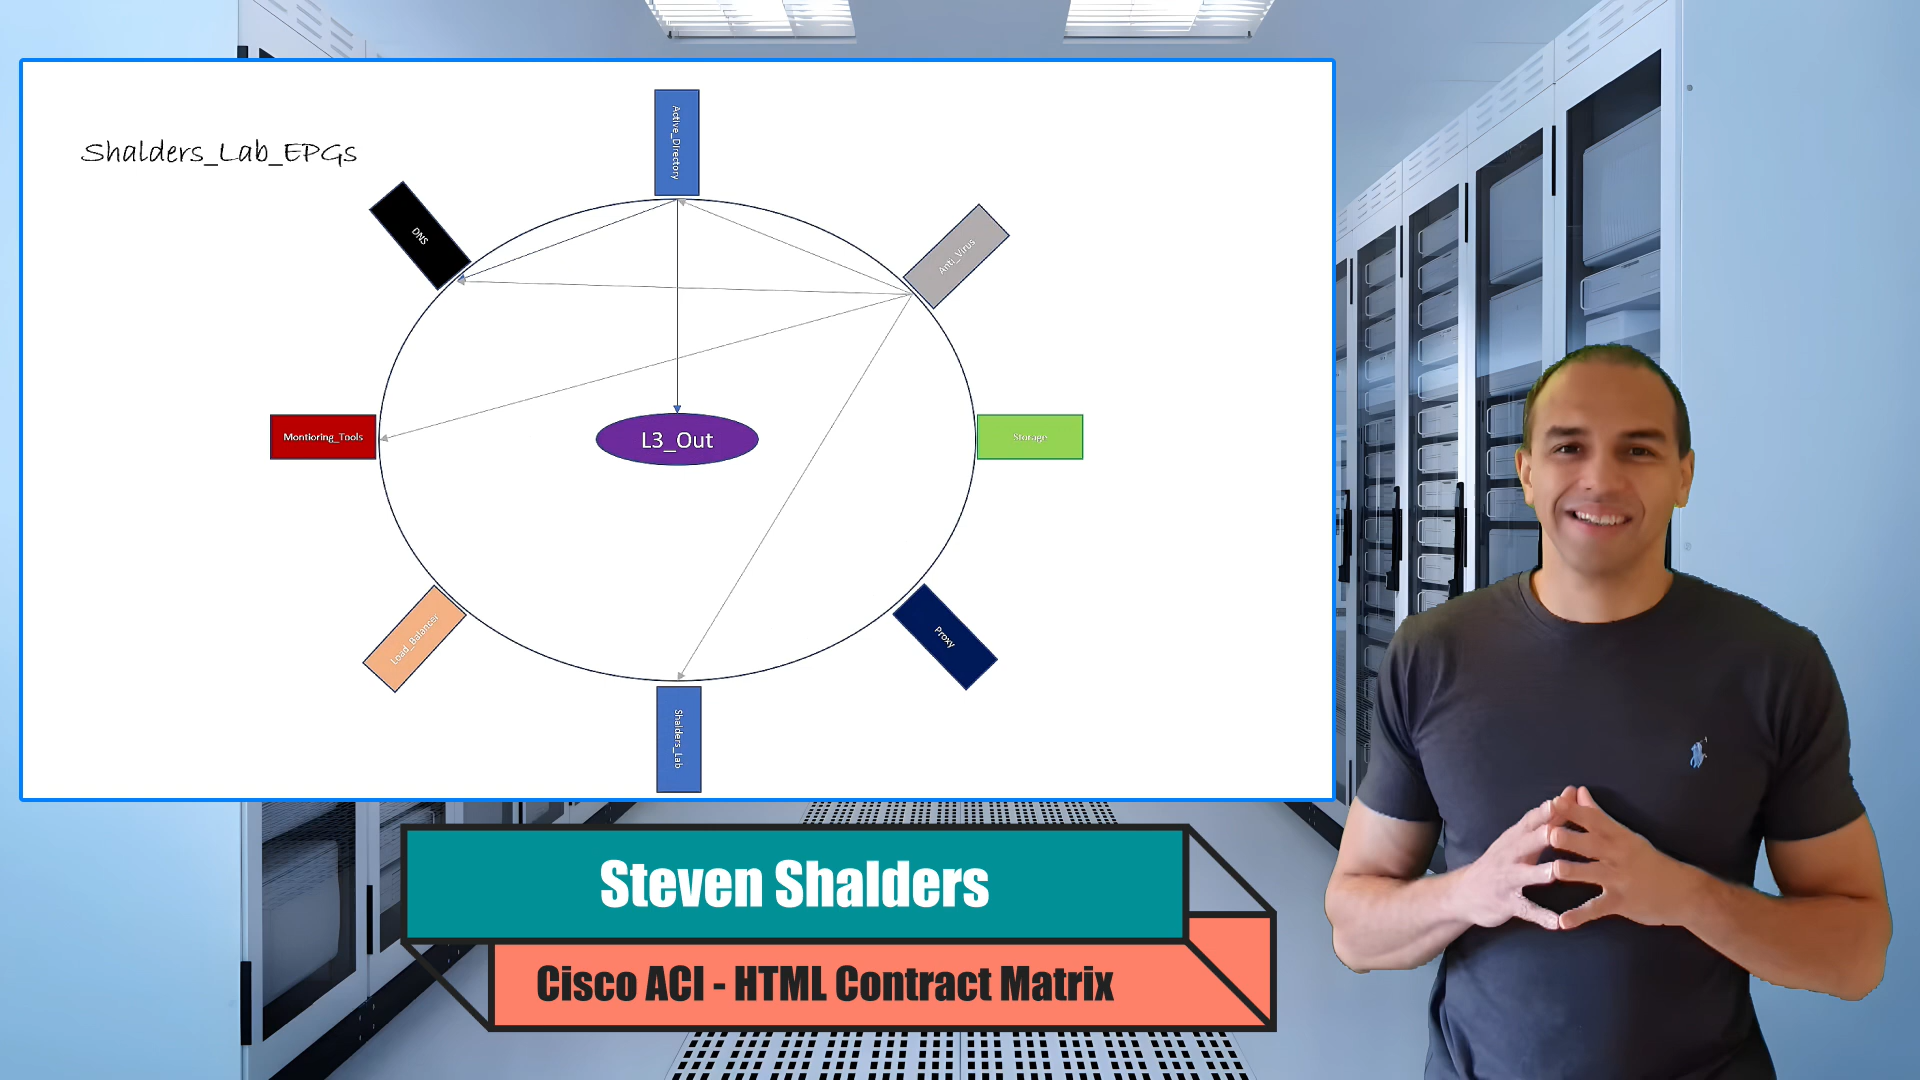 Shalders_Lab_EPGs
Active_Directory
DNS
Anti_Virus
Montioring_Tools
L3_Out
Storage
Load_Balancer
Proxy
Shalders_Lab
Steven Shalders
Cisco ACI - HTML Contract Matrix